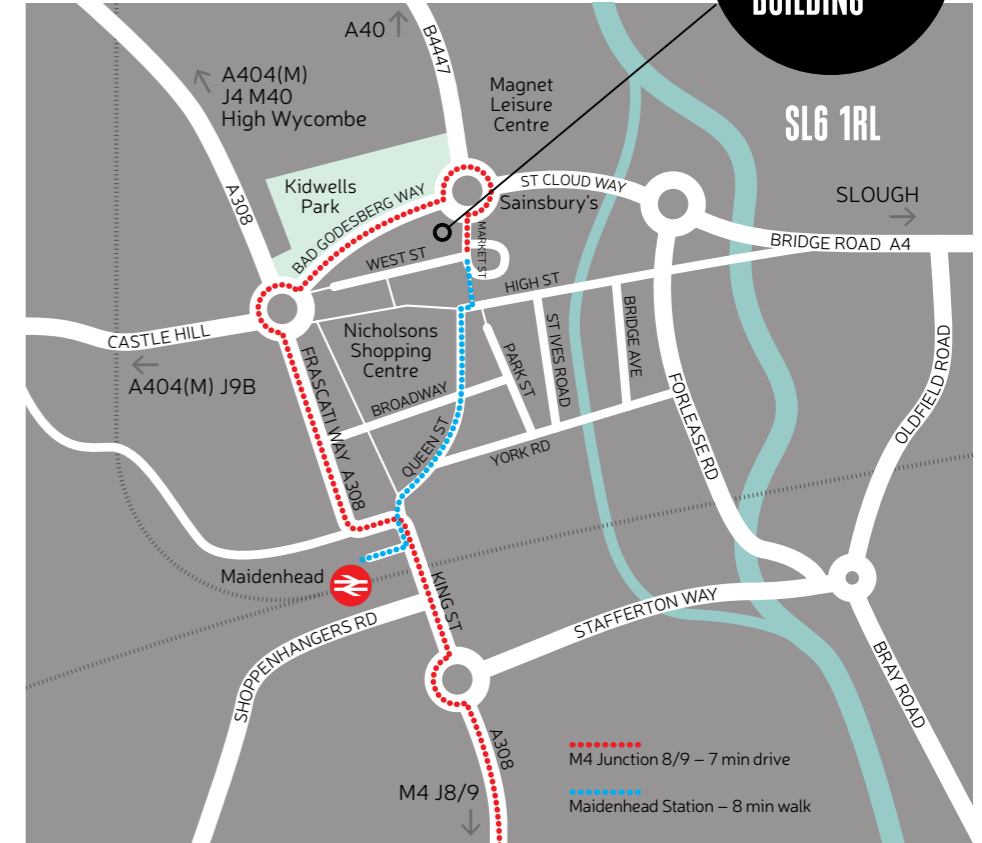 BUILDING
SL6 1RL
A40
B4447
A404(M)
J4 M40
High Wycombe
Magnet
Leisure
Centre
Kidwells
Park
A308
BAD GODESBERG WAY
ST CLOUD WAY
Sainsbury's
SLOUGH
BRIDGE ROAD A4
MARKET ST
WEST ST
HIGH ST
CASTLE HILL
A404(M) J9B
Nicholsons
Shopping
Centre
FRASCATI WAY A308
BROADWAY
PARK ST
ST IVES ROAD
BRIDGE AVE
FORLEASE RD
OLDFIELD ROAD
QUEEN ST
YORK RD
Maidenhead
KING ST
STAFFERTON WAY
SHOPPENHANGERS RD
BRAY ROAD
A308
M4 J8/9
M4 Junction 8/9 – 7 min drive
Maidenhead Station – 8 min walk